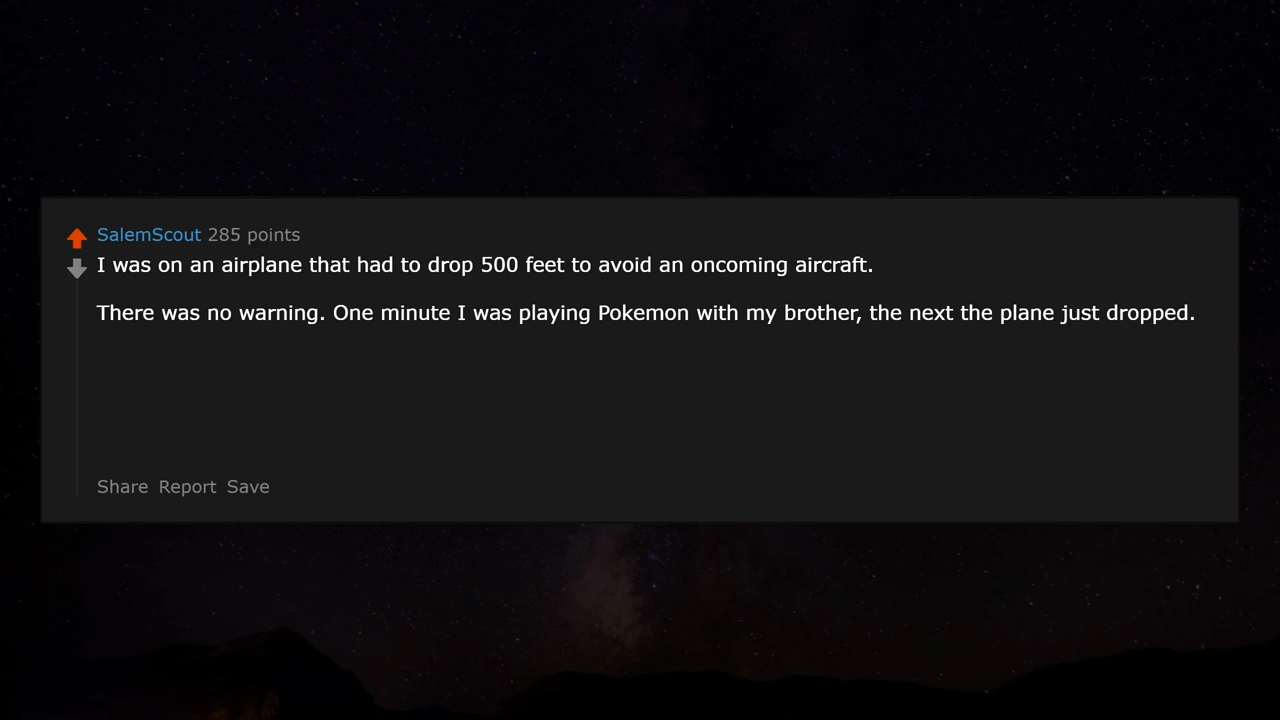 SalemScout 285 points
I was on an airplane that had to drop 500 feet to avoid an oncoming aircraft.
There was no warning. One minute I was playing Pokemon with my brother, the next the plane just dropped.
Share Report Save